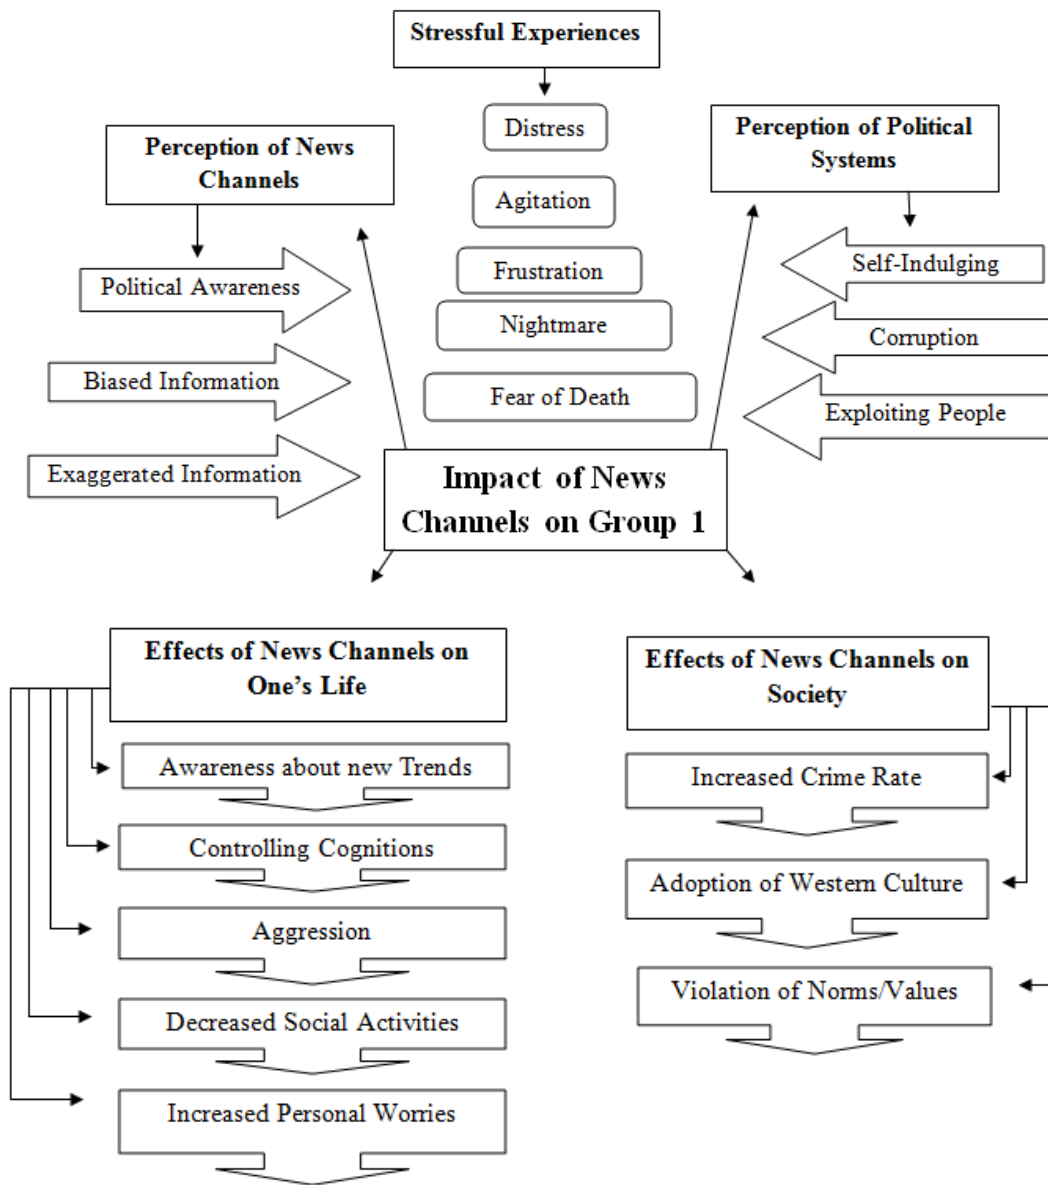 Stressful Experiences
Distress
Agitation
Frustration
Nightmare
Fear of Death
Perception of News
Channels
Political Awareness
Biased Information
Exaggerated Information
Perception of Political
Systems
Self-Indulging
Corruption
Exploiting People
Impact of News
Channels on Group 1
Effects of News Channels on
One’s Life
Awareness about new Trends
Controlling Cognitions
Aggression
Decreased Social Activities
Increased Personal Worries
Effects of News Channels on
Society
Increased Crime Rate
Adoption of Western Culture
Violation of Norms/Values